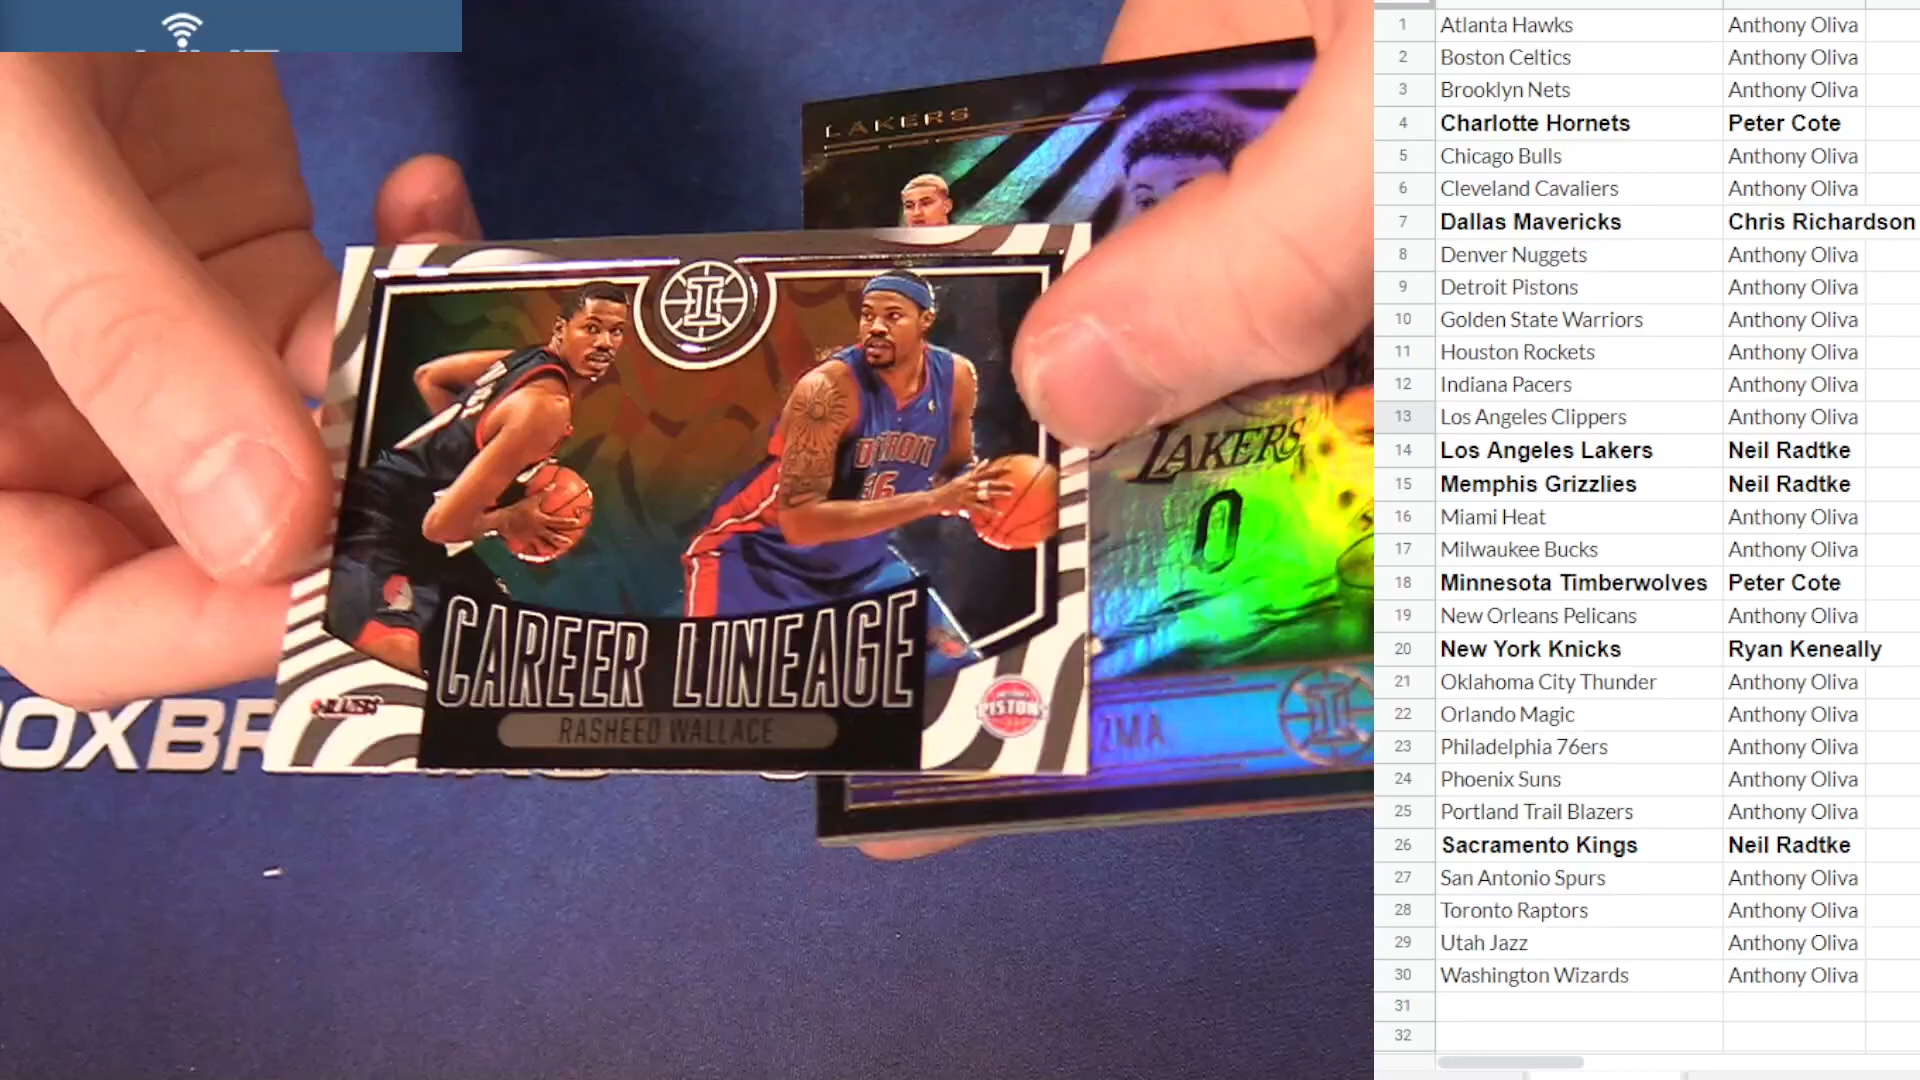 LAKERS
LAKERS
0
DETROIT
CAREER LINEAGE
RASHEED WALLACE
PISTONS
1 Atlanta Hawks Anthony Oliva
2 Boston Celtics Anthony Oliva
3 Brooklyn Nets Anthony Oliva
4 Charlotte Hornets Peter Cote
5 Chicago Bulls Anthony Oliva
6 Cleveland Cavaliers Anthony Oliva
7 Dallas Mavericks Chris Richardson
8 Denver Nuggets Anthony Oliva
9 Detroit Pistons Anthony Oliva
10 Golden State Warriors Anthony Oliva
11 Houston Rockets Anthony Oliva
12 Indiana Pacers Anthony Oliva
13 Los Angeles Clippers Anthony Oliva
14 Los Angeles Lakers Neil Radtke
15 Memphis Grizzlies Neil Radtke
16 Miami Heat Anthony Oliva
17 Milwaukee Bucks Anthony Oliva
18 Minnesota Timberwolves Peter Cote
19 New Orleans Pelicans Anthony Oliva
20 New York Knicks Ryan Keneally
21 Oklahoma City Thunder Anthony Oliva
22 Orlando Magic Anthony Oliva
23 Philadelphia 76ers Anthony Oliva
24 Phoenix Suns Anthony Oliva
25 Portland Trail Blazers Anthony Oliva
26 Sacramento Kings Neil Radtke
27 San Antonio Spurs Anthony Oliva
28 Toronto Raptors Anthony Oliva
29 Utah Jazz Anthony Oliva
30 Washington Wizards Anthony Oliva
31
32